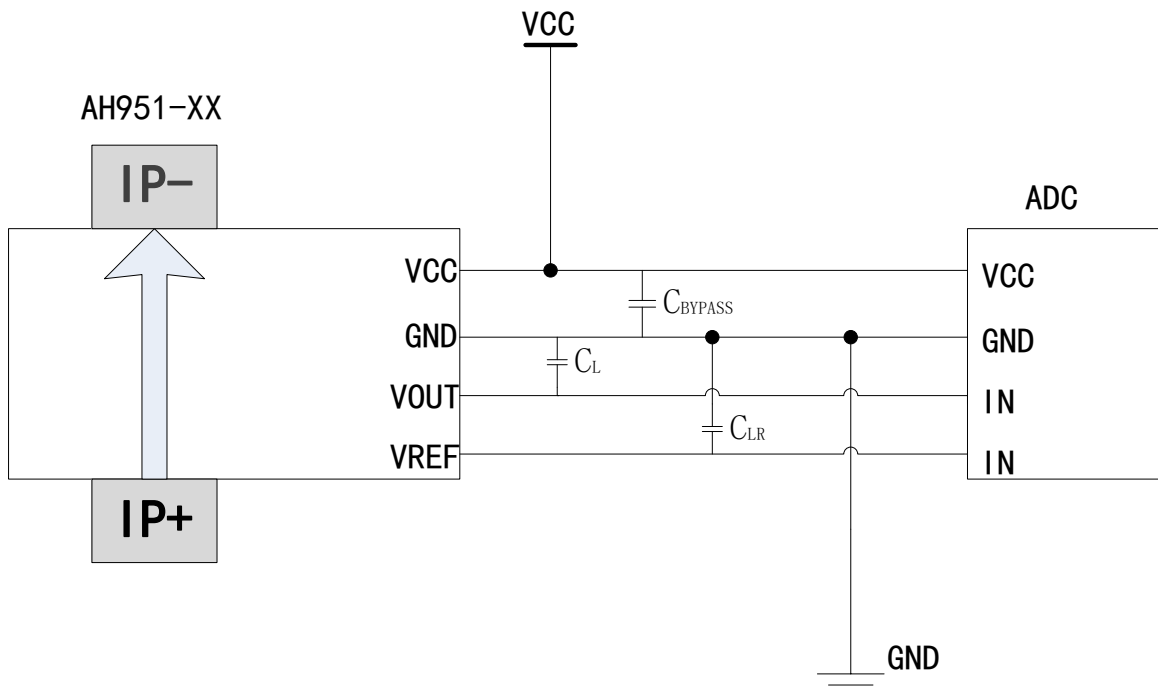 VCC
AH951-XX
IP-
ADC
VCC
VCC
CBYPASS
GND
GND
CL
VOUT
IN
CLR
VREF
IN
IP+
GND